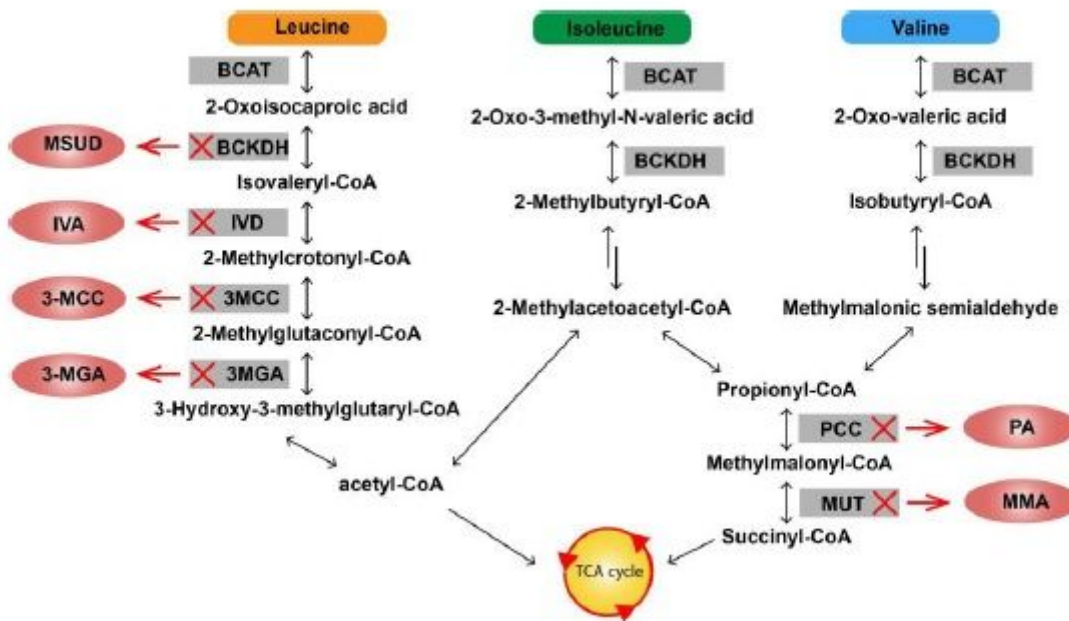 Leucine
Isoleucine
Valine
BCAT
BCAT
BCAT
2-Oxoisocaproic acid
2-Oxo-3-methyl-N-valeric acid
2-Oxo-valeric acid
MSUD
BCKDH
BCKDH
BCKDH
Isovaleryl-CoA
2-Methylbutyryl-CoA
Isobutyryl-CoA
IVA
IVD
2-Methylcrotonyl-CoA
3-MCC
3MCC
2-Methylacetoacetyl-CoA
Methylmalonic semialdehyde
2-Methylglutaconyl-CoA
3-MGA
3MGA
Propionyl-CoA
3-Hydroxy-3-methylglutaryl-CoA
PCC
PA
Methylmalonyl-CoA
acetyl-CoA
MUT
MMA
Succinyl-CoA
TCA cycle